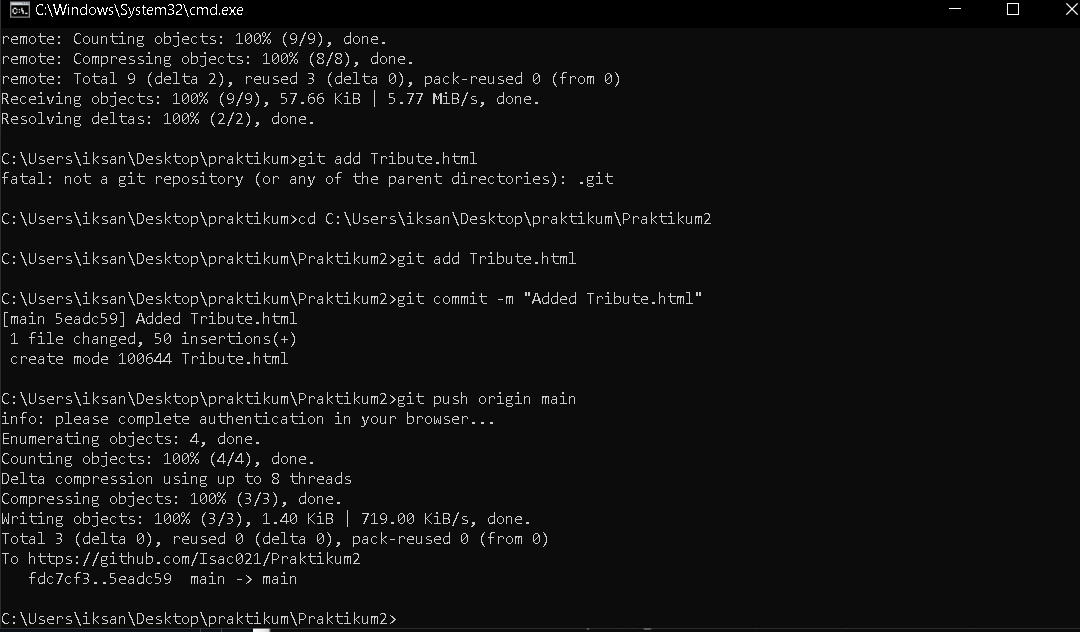 C:\Windows\System32\cmd.exe
remote: Counting objects: 100% (9/9), done.
remote: Compressing objects: 100% (8/8), done.
remote: Total 9 (delta 2), reused 3 (delta 0), pack-reused 0 (from 0)
Receiving objects: 100% (9/9), 57.66 KiB | 5.77 MiB/s, done.
Resolving deltas: 100% (2/2), done.
C:\Users\iksan\Desktop\praktikum>git add Tribute.html
fatal: not a git repository (or any of the parent directories): .git
C:\Users\iksan\Desktop\praktikum>cd C:\Users\iksan\Desktop\praktikum\Praktikum2
C:\Users\iksan\Desktop\praktikum\Praktikum2>git add Tribute.html
C:\Users\iksan\Desktop\praktikum\Praktikum2>git commit -m "Added Tribute.html"
[main 5eadc59] Added Tribute.html
 1 file changed, 50 insertions(+)
 create mode 100644 Tribute.html
C:\Users\iksan\Desktop\praktikum\Praktikum2>git push origin main
info: please complete authentication in your browser...
Enumerating objects: 4, done.
Counting objects: 100% (4/4), done.
Delta compression using up to 8 threads
Compressing objects: 100% (3/3), done.
Writing objects: 100% (3/3), 1.40 KiB | 719.00 KiB/s, done.
Total 3 (delta 0), reused 0 (delta 0), pack-reused 0 (from 0)
To https://github.com/Isac021/Praktikum2
   fdc7cf3..5eadc59  main -> main
C:\Users\iksan\Desktop\praktikum\Praktikum2>